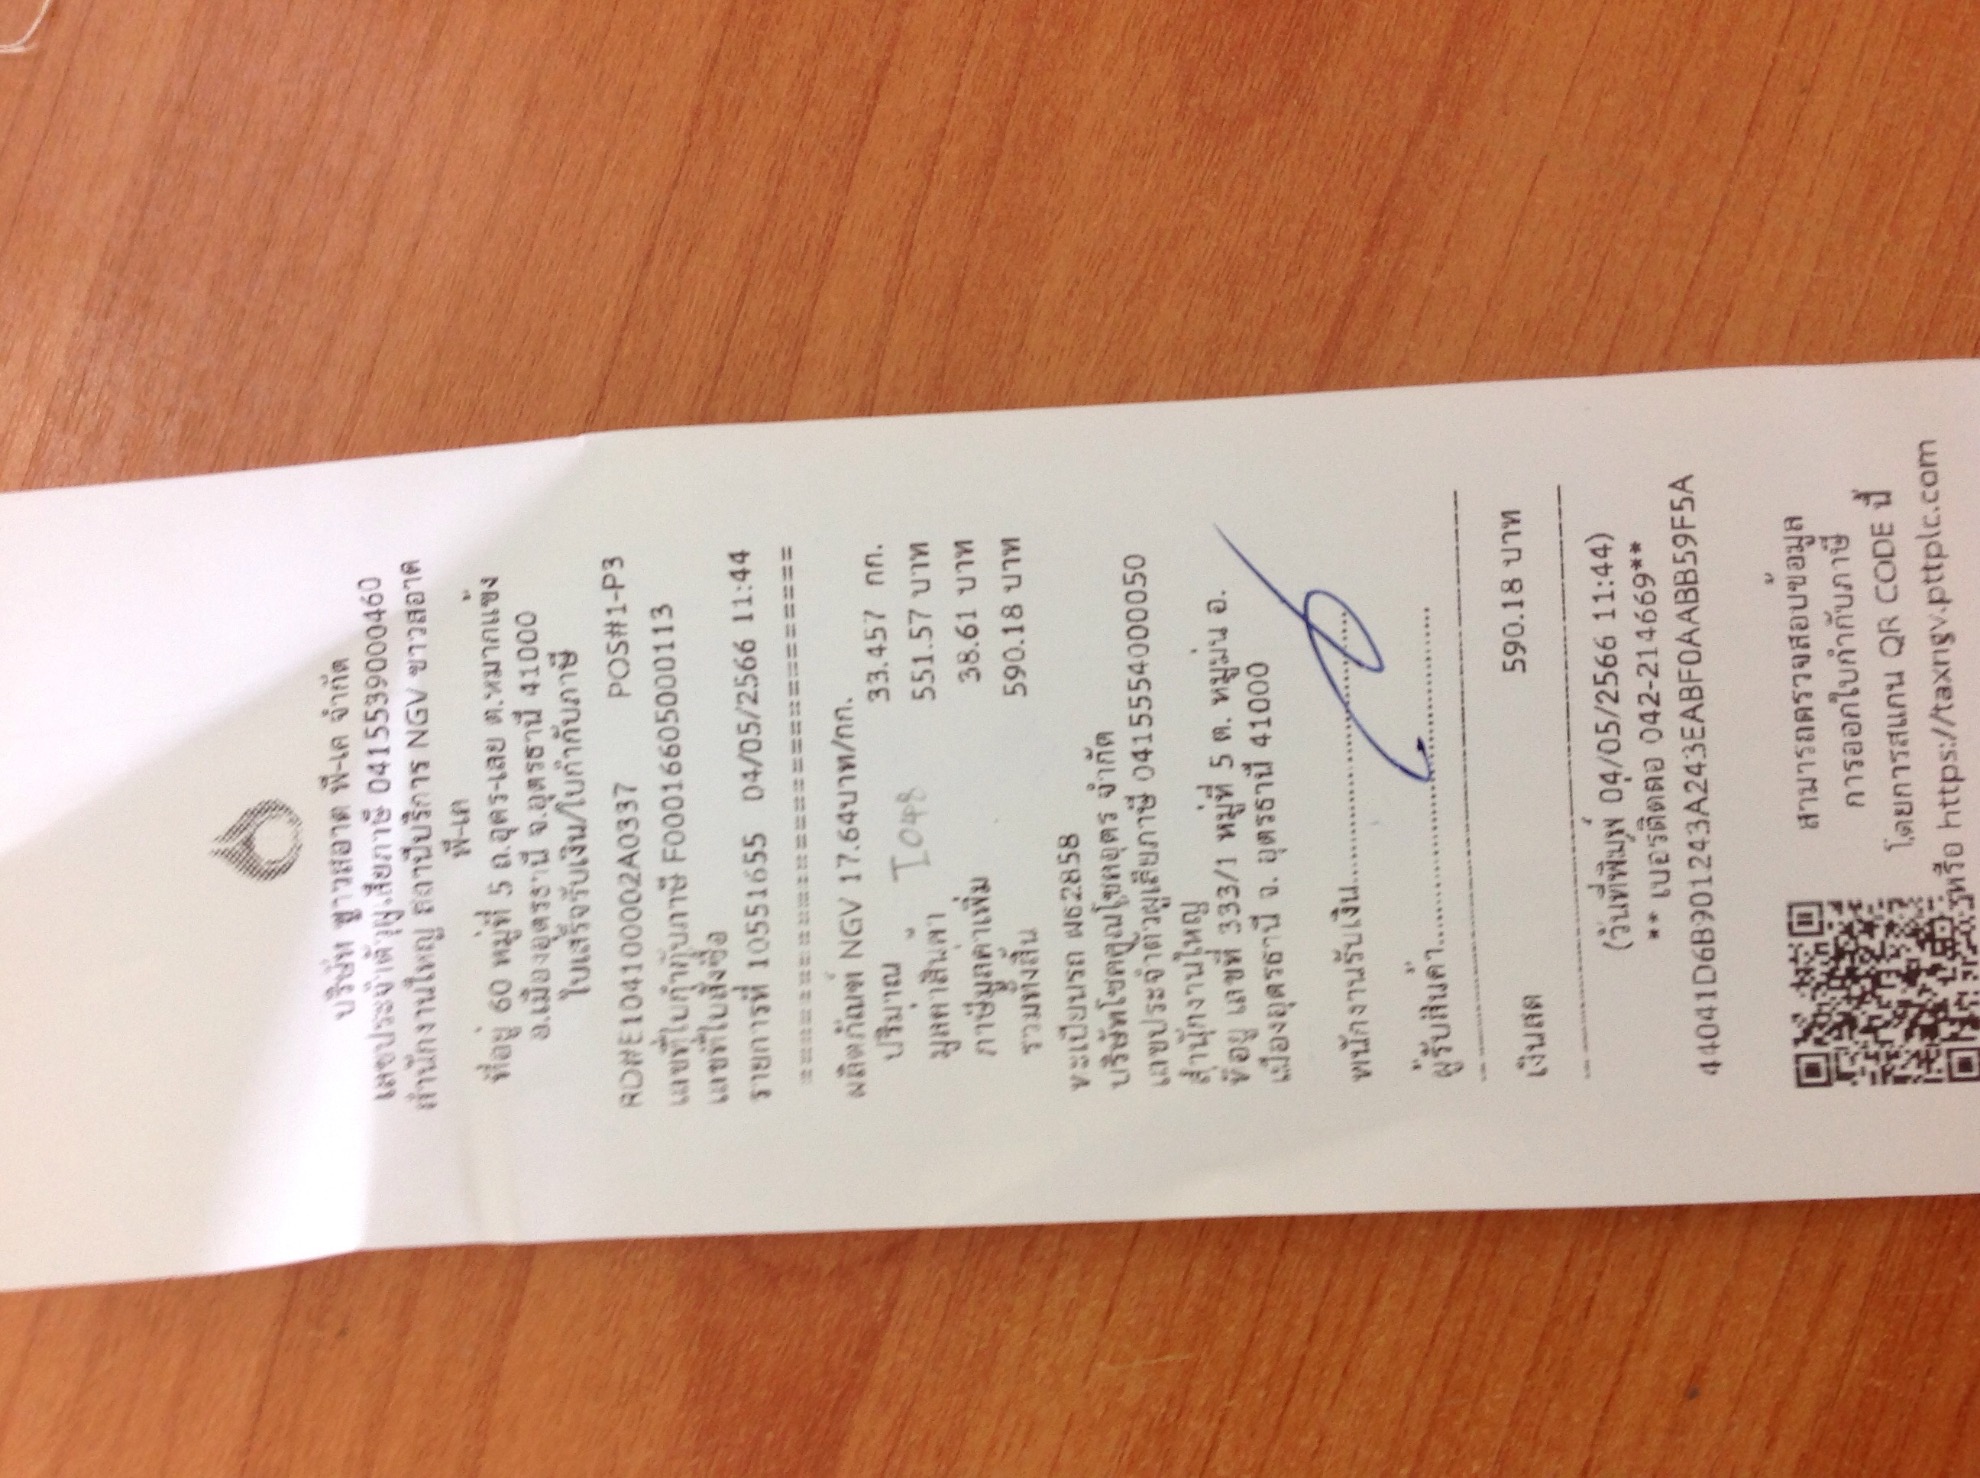 บริษัท ขาวสอาด พี-เค จำกัด
เลขประจำตัวผู้เสียภาษี 0415539000460
สำนักงานใหญ่ สถานีบริการ NGV ขาวสอาด
พี-เค
ที่อยู่ 60 หมู่ที่ 5 ถ.อุดร-เลย ต.หมากแข้ง
อ.เมืองอุดรธานี จ.อุดรธานี 41000
ใบเสร็จรับเงิน/ใบกำกับภาษี
RD#E104100002A0337 POS#1-P3
เลขที่ใบกำกับภาษี F00016605000113
เลขที่ใบสั่งซื้อ
รายการที่ 10551655 04/05/2566 11:44
ผลิตภัณฑ์ NGV 17.64บาท/กก.
ปริมาณ 33.457 กก.
I048
มูลค่าสินค้า 551.57 บาท
ภาษีมูลค่าเพิ่ม 38.61 บาท
รวมทั้งสิ้น 590.18 บาท
ทะเบียนรถ ผธ2858
บริษัทโชคคูณโชคอุดร จำกัด
เลขประจำตัวผู้เสียภาษี 0415554000050
สำนักงานใหญ่
ที่อยู่ เลขที่ 333/1 หมู่ที่ 5 ต. หมูม่น อ.
เมืองอุดรธานี จ. อุดรธานี 41000
พนักงานรับเงิน
ผู้รับสินค้า
เงินสด 590.18 บาท
(วันที่พิมพ์ 04/05/2566 11:44)
** เบอร์ติดต่อ 042-214669**
44041D6B901243A243EABF0AABB59F5A
สามารถตรวจสอบข้อมูล
การออกใบกำกับภาษี
โดยการสแกน QR CODE นี้
หรือ https://taxngv.pttplc.com